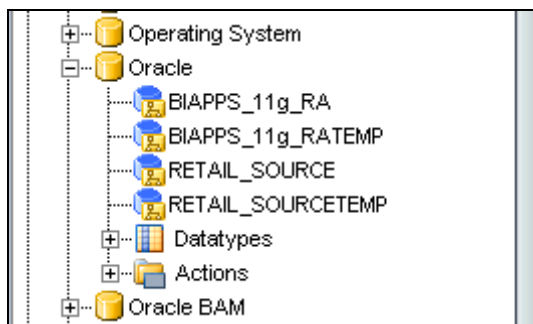 Operating System
Oracle
BIAPPS_11g_RA
BIAPPS_11g_RATEMP
RETAIL_SOURCE
RETAIL_SOURCETEMP
Datatypes
Actions
Oracle BAM